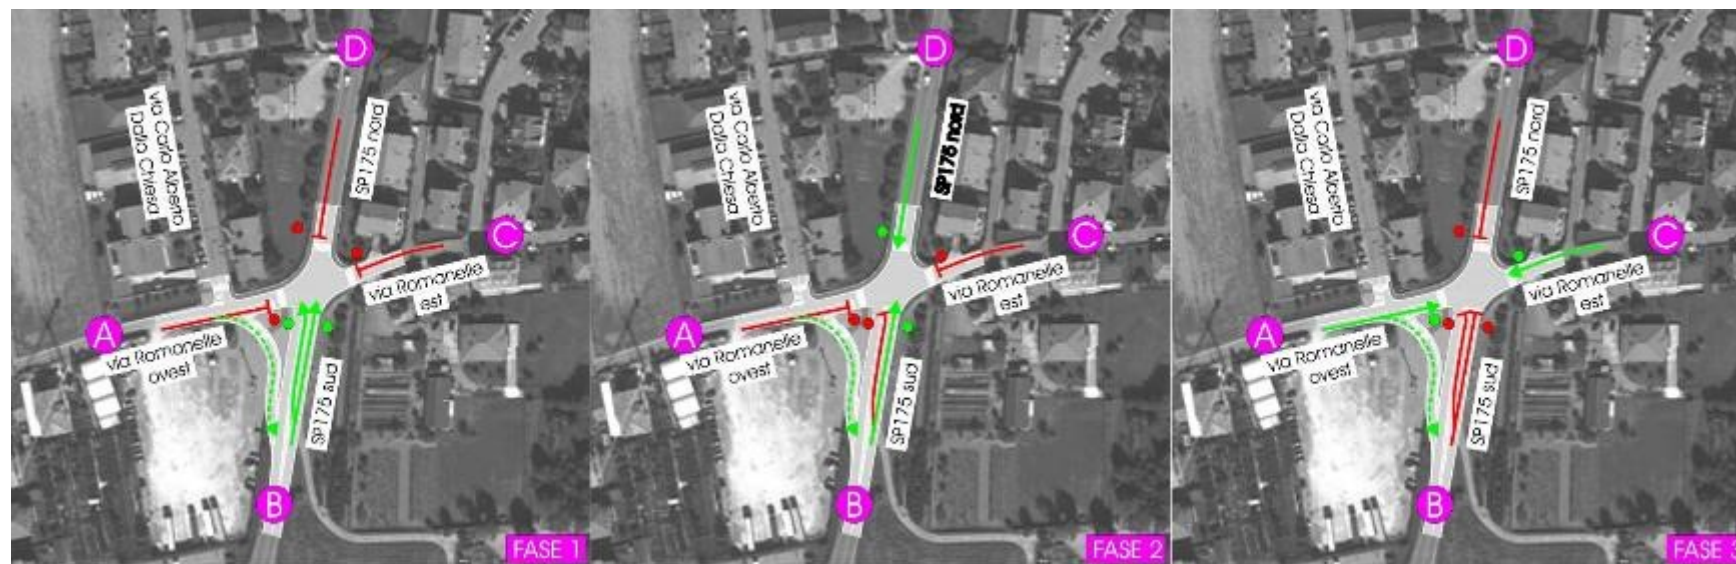 D
via Carlo Alberto
Dalla Chiesa
SP175 nord
C
via Romanelle
est
A
via Romanelle
ovest
SP175 sud
B
FASE 1
D
via Carlo Alberto
Dalla Chiesa
SP175 nord
C
via Romanelle
est
A
via Romanelle
ovest
SP175 sud
B
FASE 2
D
via Carlo Alberto
Dalla Chiesa
SP175 nord
C
via Romanelle
est
A
via Romanelle
ovest
SP175 sud
B
FASE 3